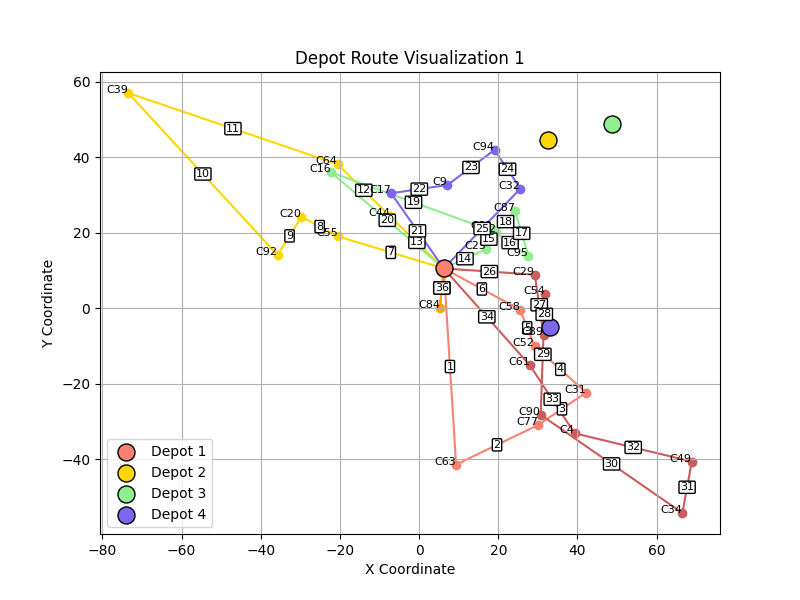 Depot Route Visualization 1
60
40
20
0
−20
−40
−80
−60
−40
−20
0
20
40
60
X Coordinate
Y Coordinate
C39
11
C94
C64
23
24
C16
10
12
C17
22
C9
C32
19
C20
C44
20
C87
18
8
C55
9
21
25
17
13
15
16
C92
7
14
C95
26
C29
36
6
C54
C84
C58
27
34
28
5
C52
29
1
C61
4
C31
33
3
C90
C77
C4
2
32
C63
30
C49
31
C34
Depot 1
Depot 2
Depot 3
Depot 4